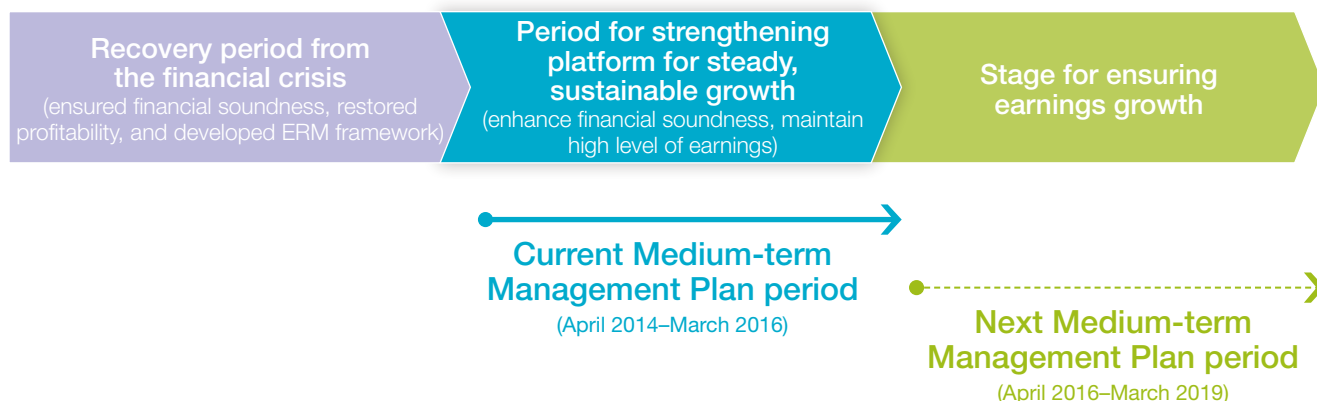 Recovery period from
the financial crisis
(ensured financial soundness, restored
profitability, and developed ERM framework)
Period for strengthening
platform for steady,
sustainable growth
(enhance financial soundness, maintain
high level of earnings)
Stage for ensuring
earnings growth
Current Medium-term
Management Plan period
(April 2014–March 2016)
Next Medium-term
Management Plan period
(April 2016–March 2019)